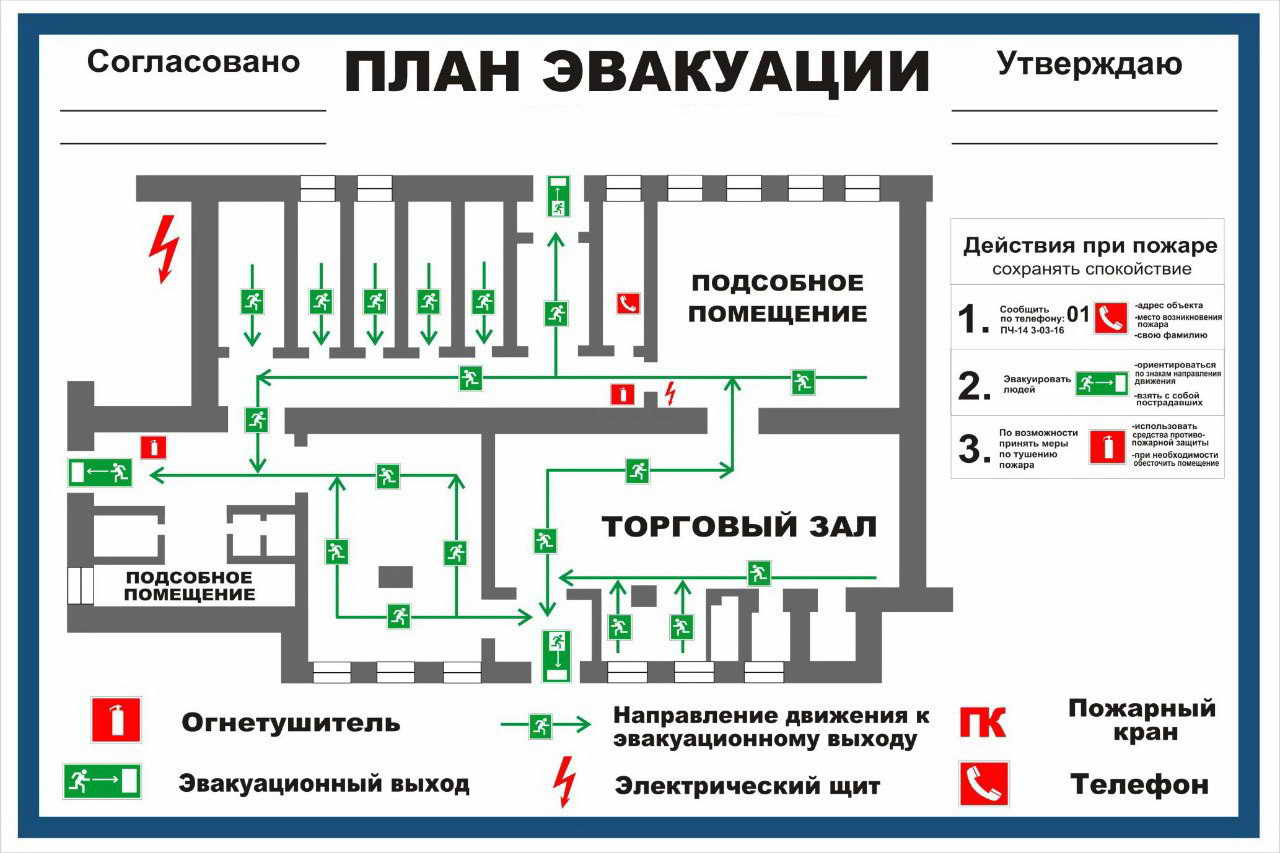 Согласовано
ПЛАН ЭВАКУАЦИИ
Утверждаю
ПОДСОБНОЕ
ПОМЕЩЕНИЕ
ТОРГОВЫЙ ЗАЛ
ПОДСОБНОЕ
ПОМЕЩЕНИЕ
Действия при пожаре
сохранять спокойствие
1.
Сообщить
по телефону: 01
ПЧ-14 3-03-16
-адрес объекта
-место возникновения
пожара
-свою фамилию
2.
Эвакуировать
людей
-ориентироваться
по знакам направления
движения
-взять с собой
пострадавших
3.
По возможности
принять меры
по тушению
пожара
-использовать
средства противо-
пожарной защиты
-при необходимости
обесточить помещение
Огнетушитель
Направление движения к
эвакуационному выходу
ПК
Пожарный
кран
Эвакуационный выход
Электрический щит
Телефон